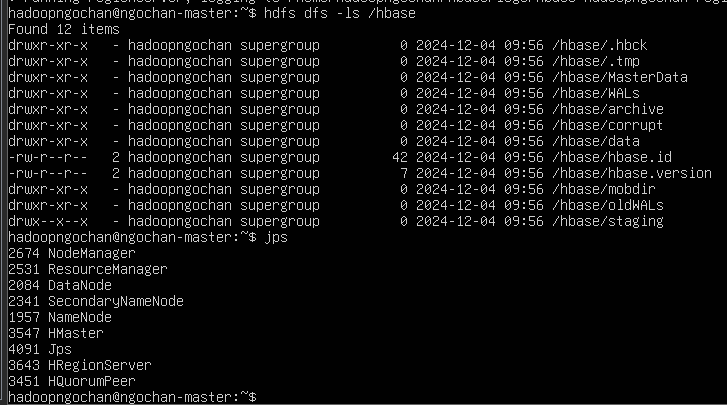 hadoopngochan@ngochan-master:~$ hdfs dfs -ls /hbase
Found 12 items
drwxr-xr-x   - hadoopngochan supergroup          0 2024-12-04 09:56 /hbase/.hbck
drwxr-xr-x   - hadoopngochan supergroup          0 2024-12-04 09:56 /hbase/.tmp
drwxr-xr-x   - hadoopngochan supergroup          0 2024-12-04 09:56 /hbase/MasterData
drwxr-xr-x   - hadoopngochan supergroup          0 2024-12-04 09:56 /hbase/WALs
drwxr-xr-x   - hadoopngochan supergroup          0 2024-12-04 09:56 /hbase/archive
drwxr-xr-x   - hadoopngochan supergroup          0 2024-12-04 09:56 /hbase/corrupt
drwxr-xr-x   - hadoopngochan supergroup          0 2024-12-04 09:56 /hbase/data
-rw-r--r--   2 hadoopngochan supergroup         42 2024-12-04 09:56 /hbase/hbase.id
-rw-r--r--   2 hadoopngochan supergroup          7 2024-12-04 09:56 /hbase/hbase.version
drwxr-xr-x   - hadoopngochan supergroup          0 2024-12-04 09:56 /hbase/mobdir
drwxr-xr-x   - hadoopngochan supergroup          0 2024-12-04 09:56 /hbase/oldWALs
drwx--x--x   - hadoopngochan supergroup          0 2024-12-04 09:56 /hbase/staging
hadoopngochan@ngochan-master:~$ jps
2674 NodeManager
2531 ResourceManager
2084 DataNode
2341 SecondaryNameNode
1957 NameNode
3547 HMaster
4091 Jps
3643 HRegionServer
3451 HQuorumPeer
hadoopngochan@ngochan-master:~$